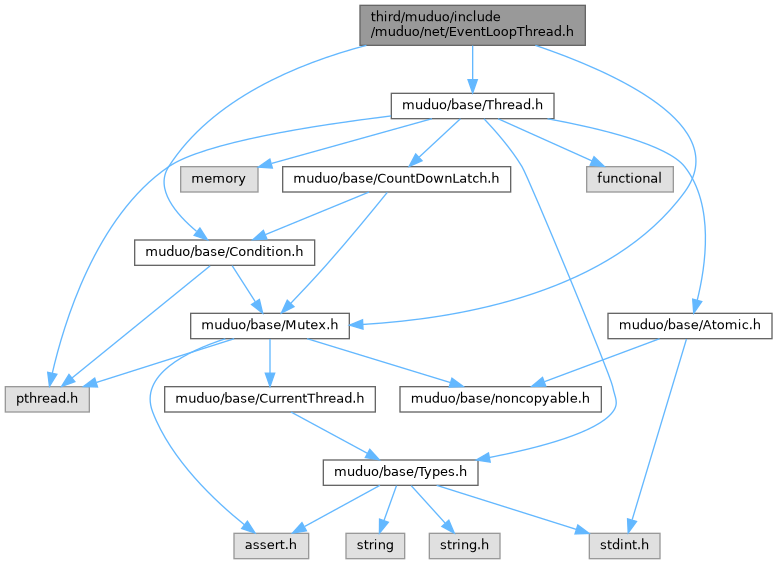 third/muduo/include
/muduo/net/EventLoopThread.h
muduo/base/Thread.h
memory
muduo/base/CountDownLatch.h
functional
muduo/base/Condition.h
muduo/base/Mutex.h
muduo/base/Atomic.h
pthread.h
muduo/base/CurrentThread.h
muduo/base/noncopyable.h
muduo/base/Types.h
assert.h
string
string.h
stdint.h